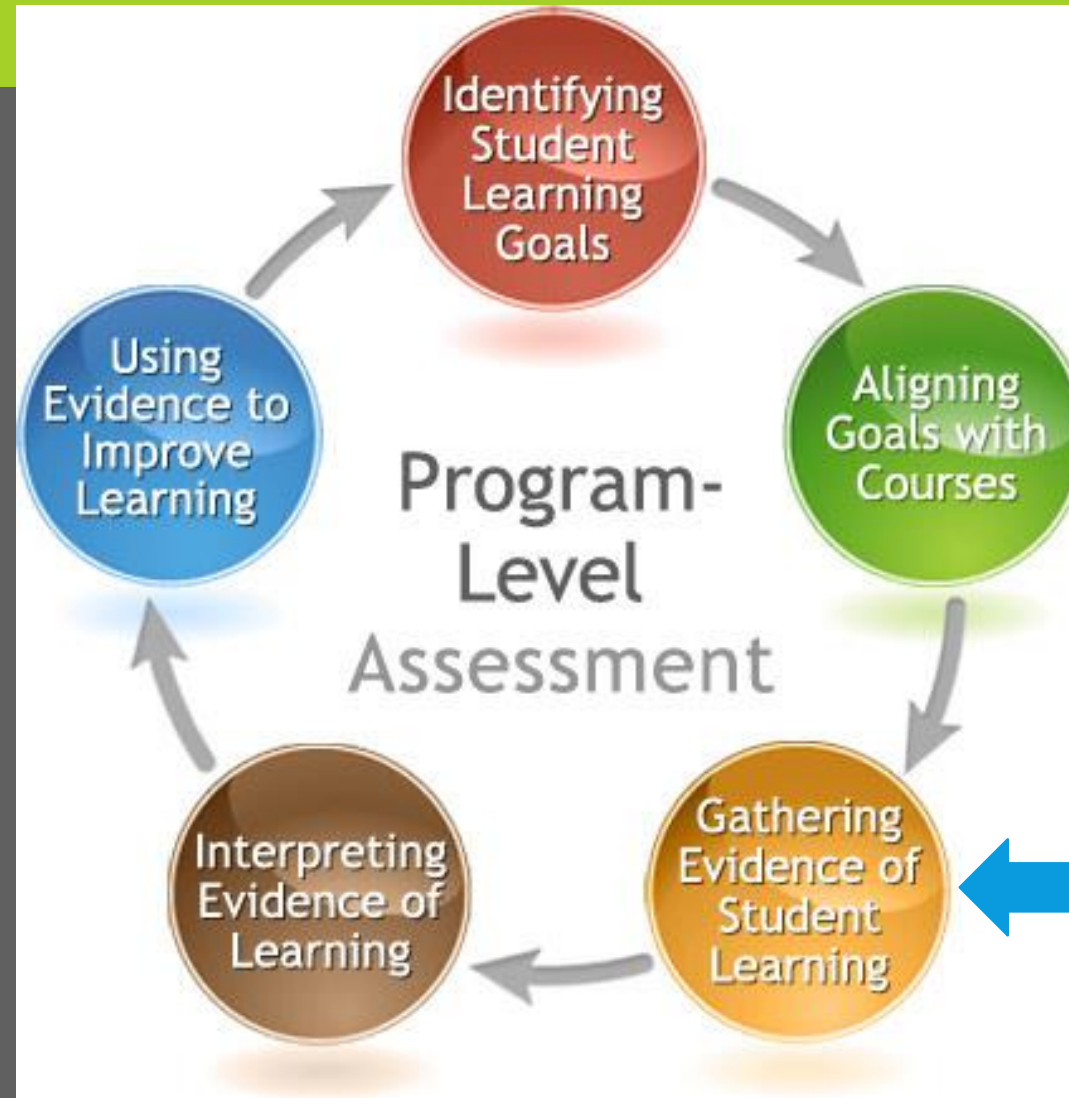 Identifying
Student
Learning
Goals
Aligning
Goals with
Courses
Gathering
Evidence of
Student
Learning
Interpreting
Evidence of
Learning
Using
Evidence to
Improve
Learning
Program-
Level
Assessment